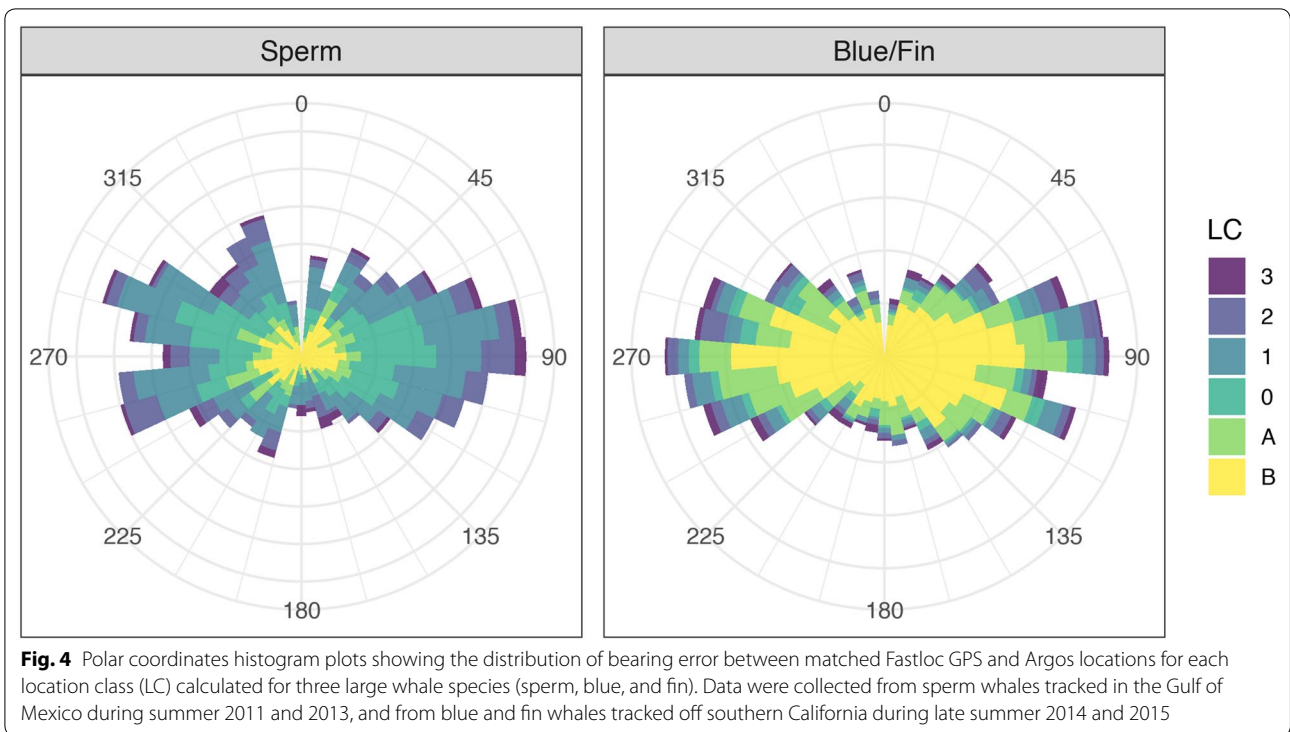 Sperm
Blue/Fin
0
45
90
135
180
225
270
315
0
45
90
135
180
225
270
315
LC
3
2
1
0
A
B
Fig. 4 Polar coordinates histogram plots showing the distribution of bearing error between matched Fastloc GPS and Argos locations for each
location class (LC) calculated for three large whale species (sperm, blue, and fin). Data were collected from sperm whales tracked in the Gulf of
Mexico during summer 2011 and 2013, and from blue and fin whales tracked off southern California during late summer 2014 and 2015